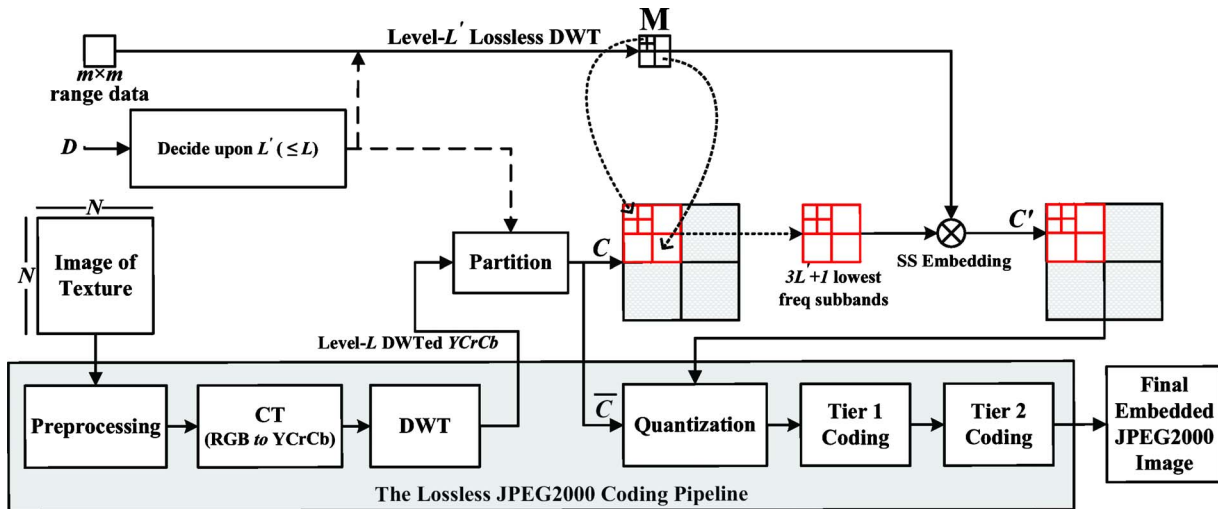 M
Level-L′ Lossless DWT
m×m
range data
D
Decide upon L′ (≤ L)
N
N
Image of
Texture
Partition
C
3L′+1 lowest
freq subbands
SS Embedding
C'
Level-L DWTed YCrCb
Preprocessing
CT
(RGB to YCrCb)
DWT
C̅
Quantization
Tier 1
Coding
Tier 2
Coding
Final
Embedded
JPEG2000
Image
The Lossless JPEG2000 Coding Pipeline